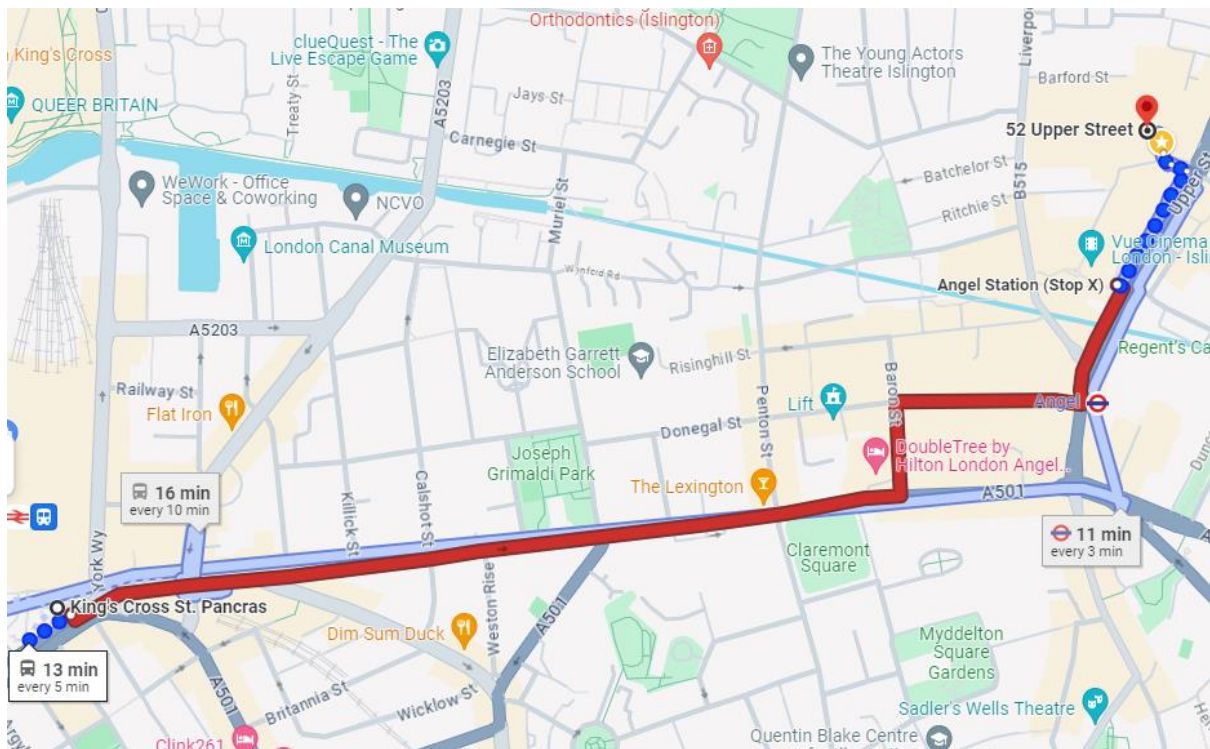 Orthodontics (Islington)
King's Cross
clueQuest - The
Live Escape Game
A5203
The Young Actors
Theatre Islington
Liverpoo
Barford St
QUEER BRITAIN
Treaty St
Jays St
Carnegie St
52 Upper Street
Batchelor St
B515
Upper St
WeWork - Office
Space & Coworking
NCVO
Muriel St
Ritchie St
London Canal Museum
Wynford Rd
Vue Cinema
London - Isli
Angel Station (Stop X)
A5203
Regent's Ca
Elizabeth Garrett
Anderson School
Risinghill St
Baron St
Railway St
Flat Iron
Penton St
Lift
Angel
Donegal St
Joseph
Grimaldi Park
DoubleTree by
Hilton London Angel...
Dunc
16 min
every 10 min
Killick St
Calshot St
The Lexington
A501
11 min
every 3 min
York Wy
Claremont
Square
King's Cross St. Pancras
Weston Rise
A501
Dim Sum Duck
Myddelton
Square
Gardens
13 min
every 5 min
A501
Britannia St
Wicklow St
Sadler's Wells Theatre
Argyl
Clink261
Quentin Blake Centre